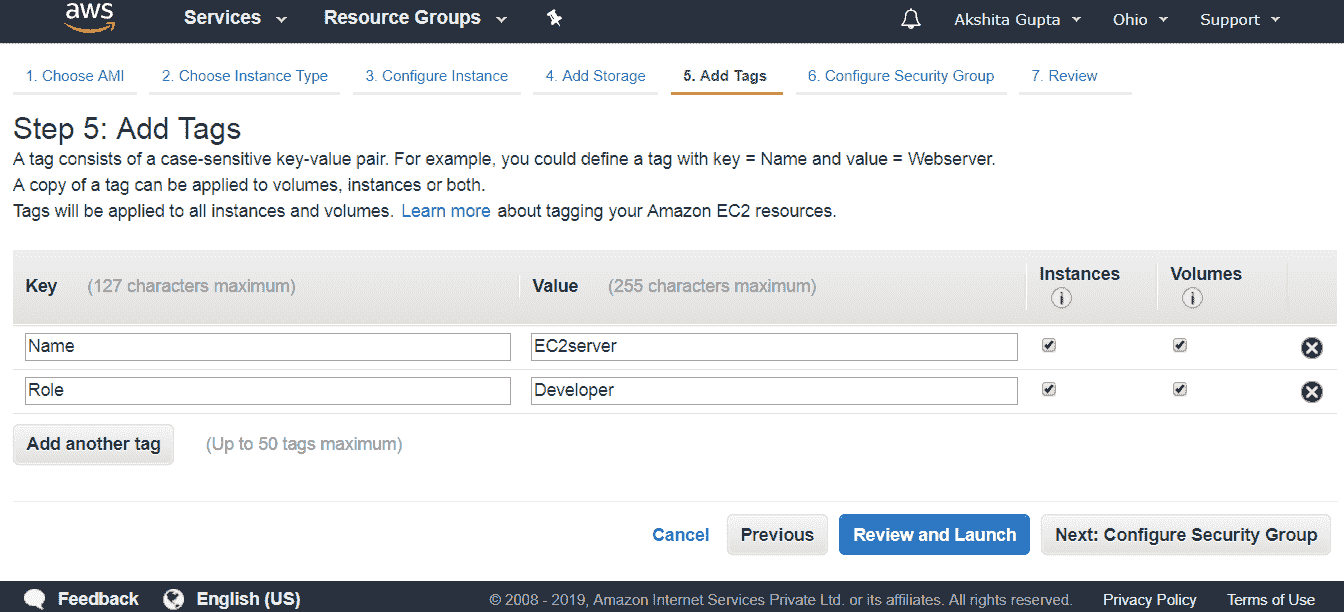 aws Services Resource Groups Akshita Gupta Ohio Support
1. Choose AMI 2. Choose Instance Type 3. Configure Instance 4. Add Storage 5. Add Tags 6. Configure Security Group 7. Review
Step 5: Add Tags
A tag consists of a case-sensitive key-value pair. For example, you could define a tag with key = Name and value = Webserver.
A copy of a tag can be applied to volumes, instances or both.
Tags will be applied to all instances and volumes. Learn more about tagging your Amazon EC2 resources.
Key (127 characters maximum) Value (255 characters maximum) Instances Volumes
Name EC2server
Role Developer
Add another tag (Up to 50 tags maximum)
Cancel Previous Review and Launch Next: Configure Security Group
Feedback English (US) © 2008 - 2019, Amazon Internet Services Private Ltd. or its affiliates. All rights reserved. Privacy Policy Terms of Use